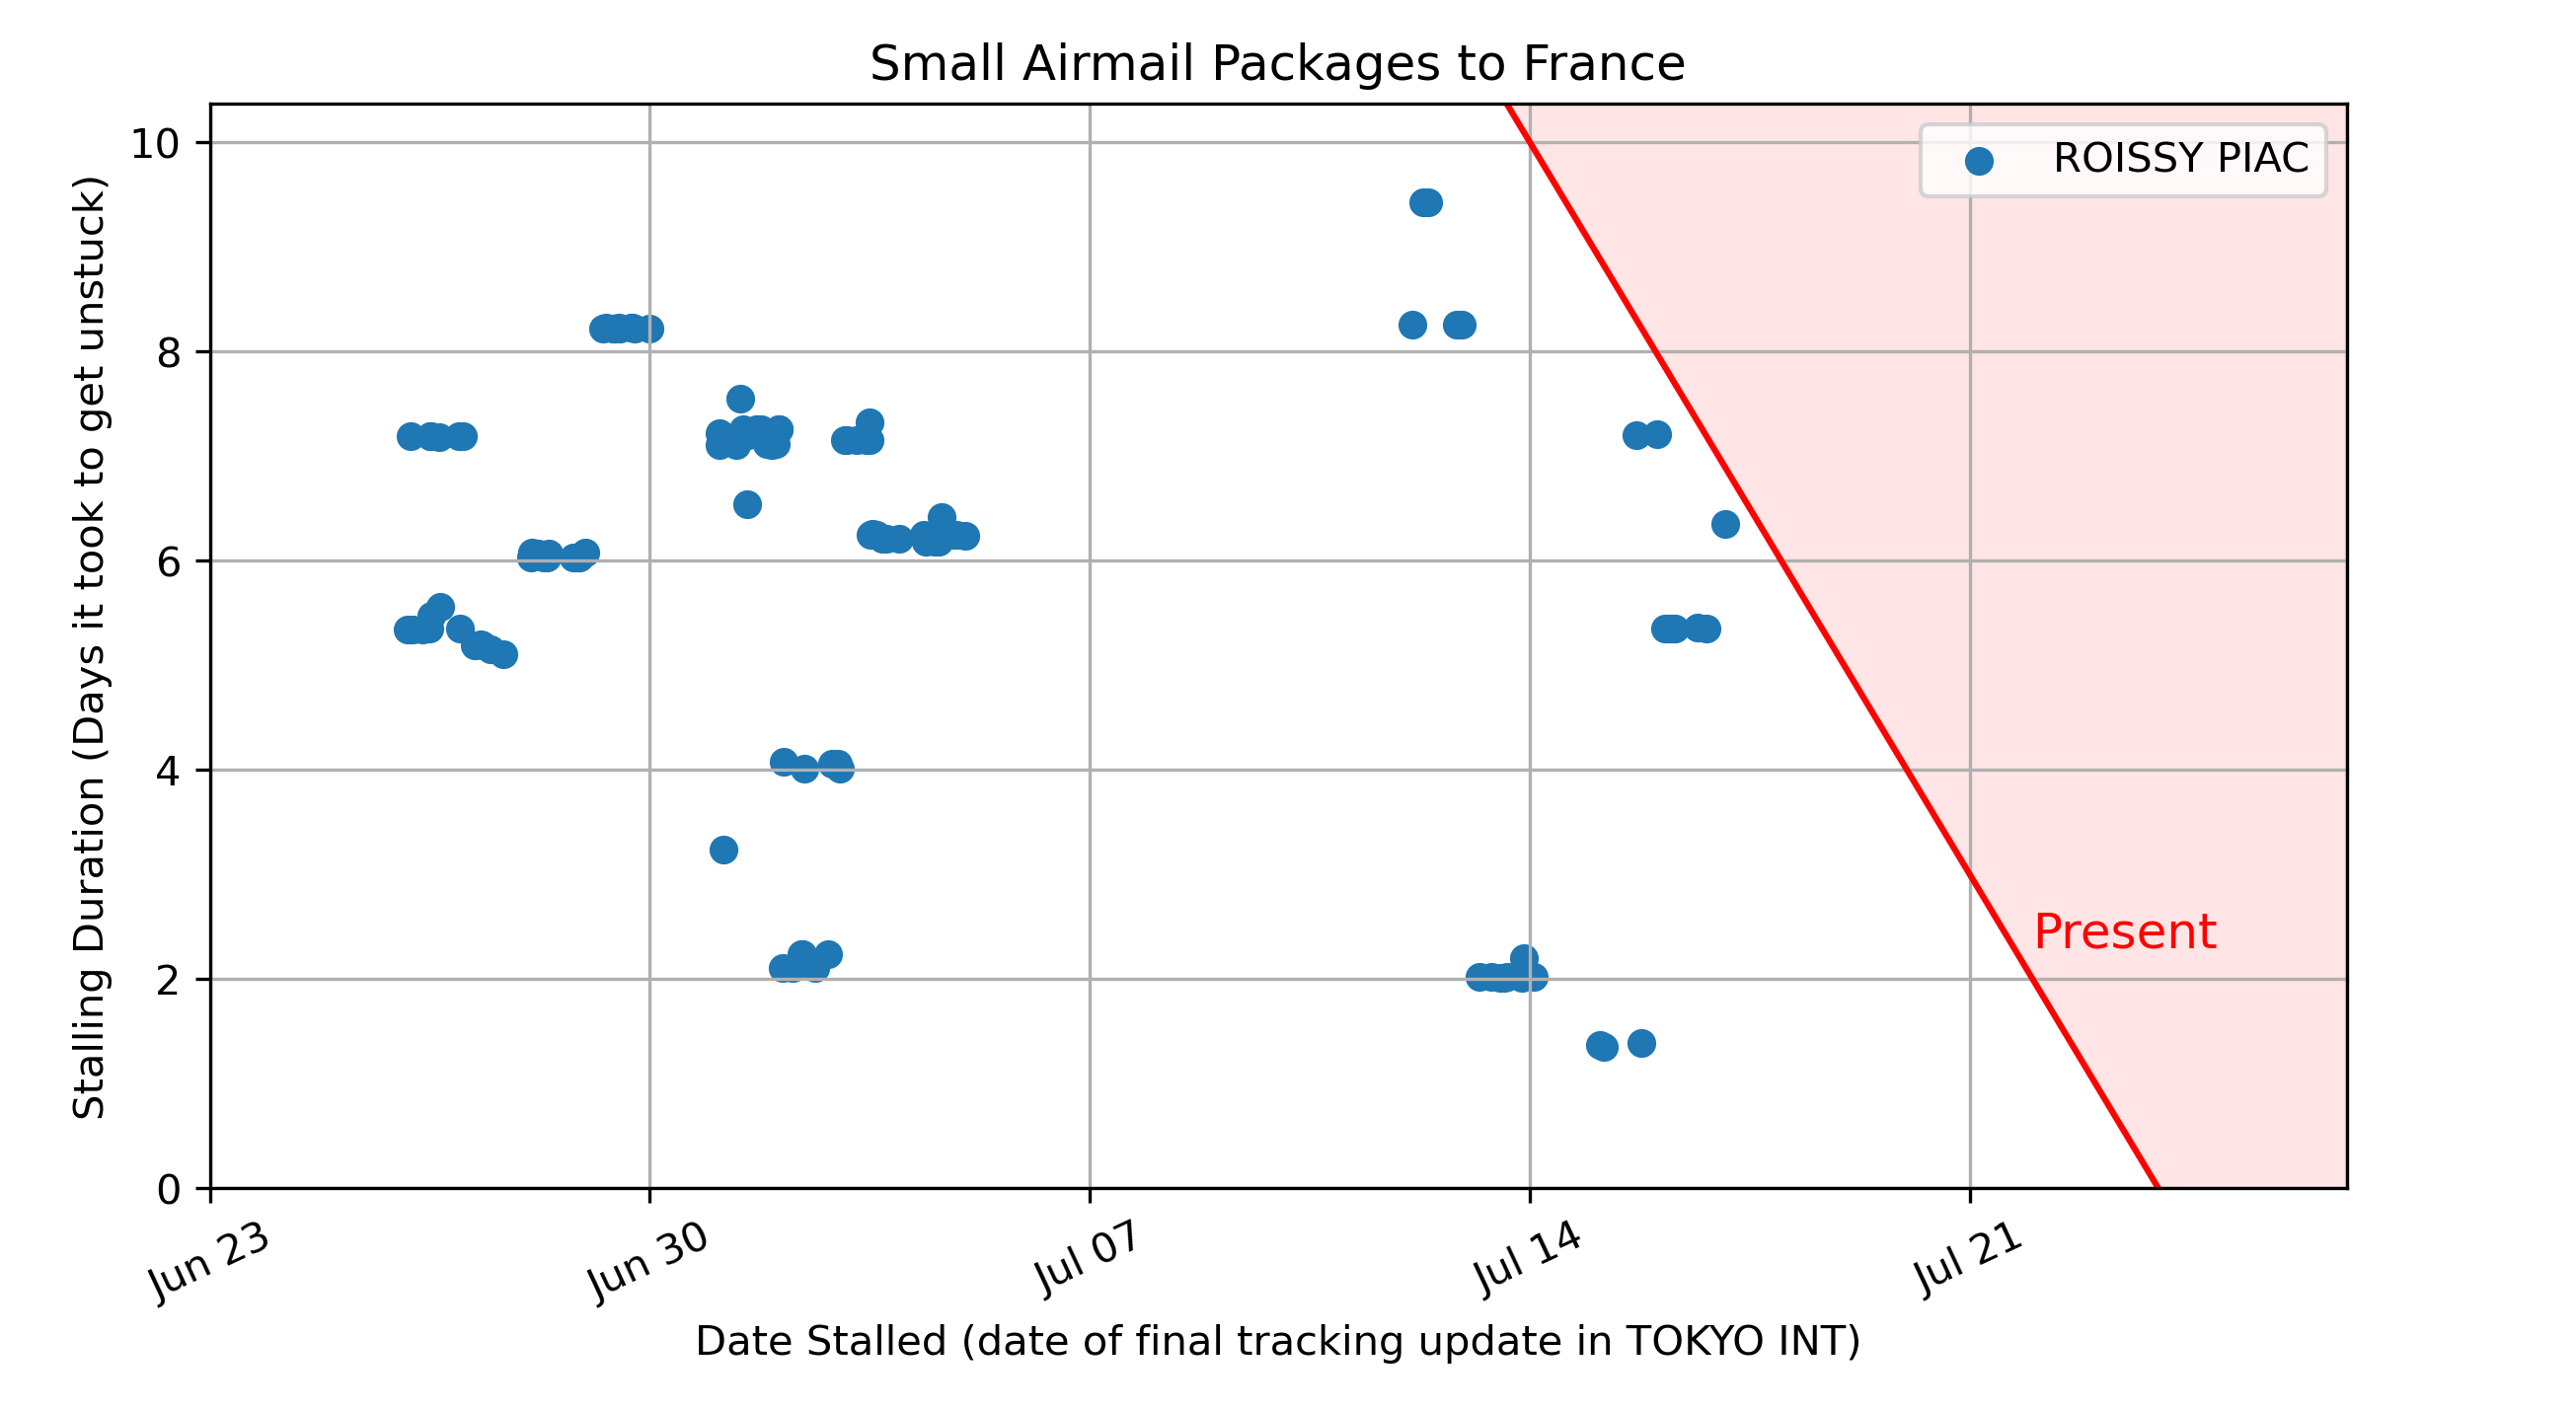 Small Airmail Packages to France
ROISSY PIAC
Stalling Duration (Days it took to get unstuck)
10
8
6
4
2
0
Present
Jun 23
Jun 30
Jul 07
Jul 14
Jul 21
Date Stalled (date of final tracking update in TOKYO INT)